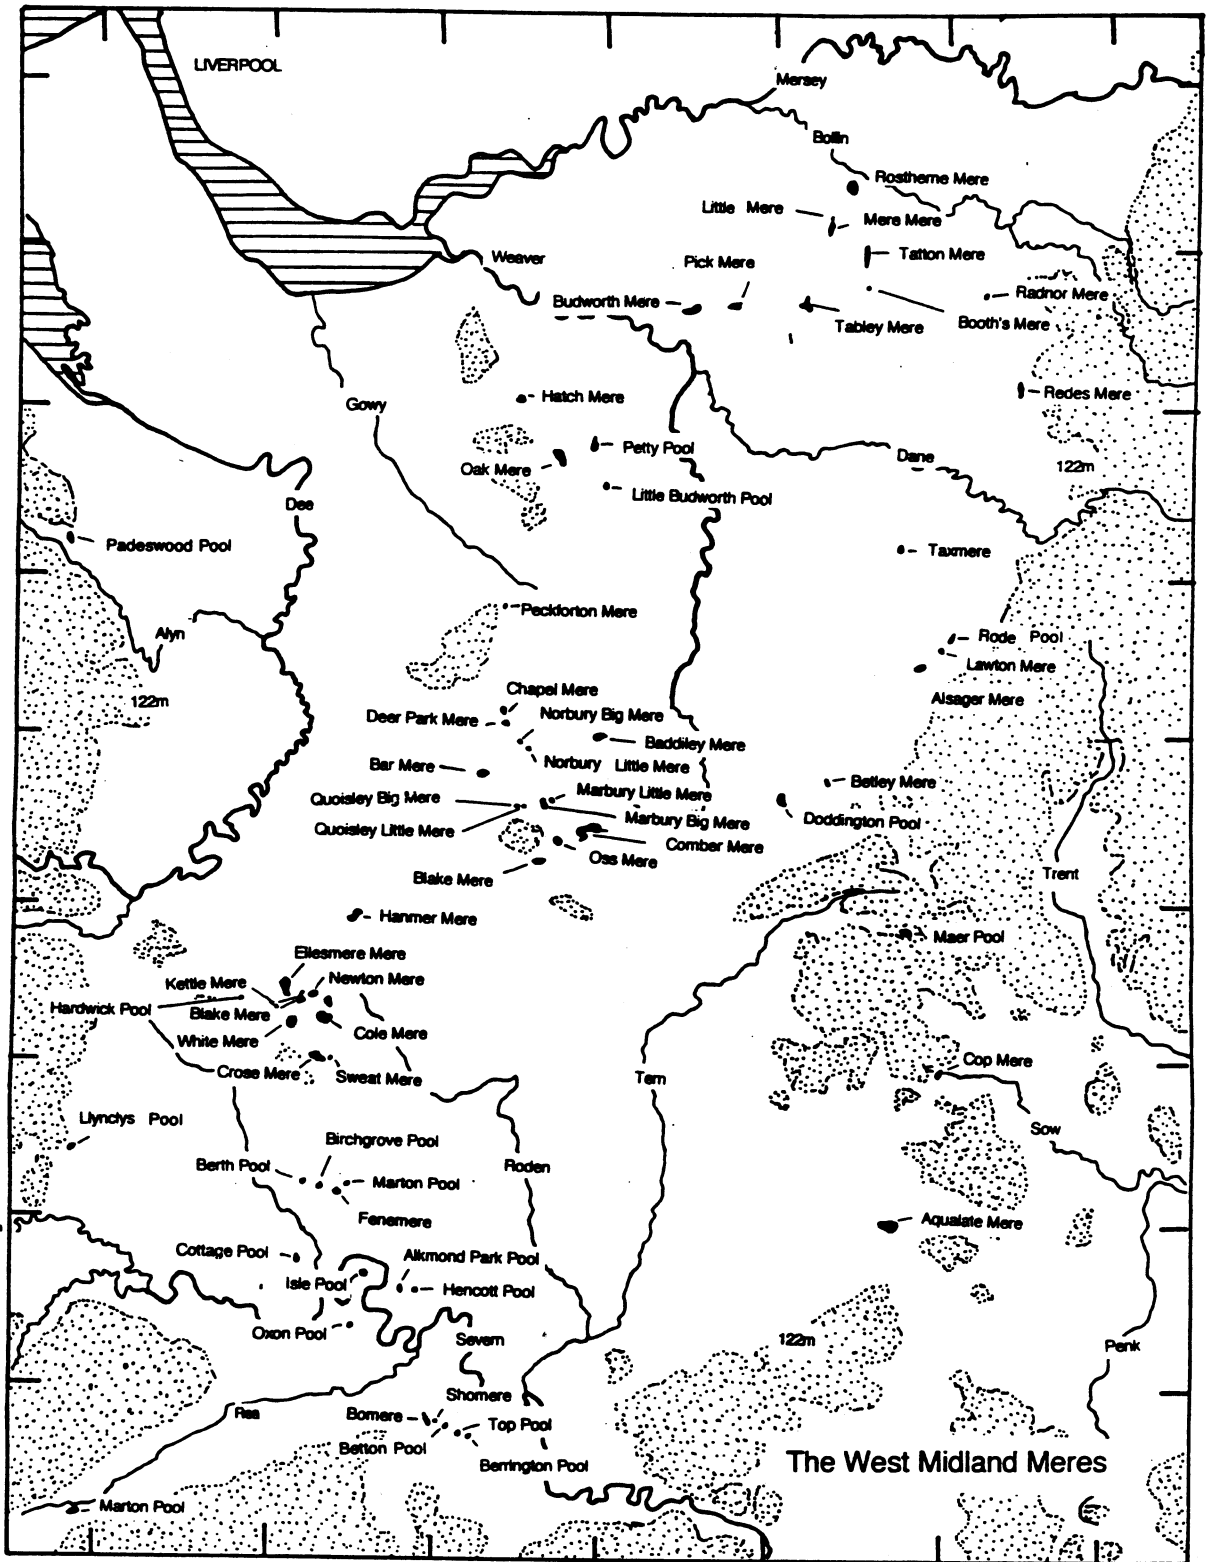 LIVERPOOL
Mersey
Bollin
Rostherne Mere
Little Mere
Mere Mere
Tatton Mere
Weaver
Pick Mere
Radnor Mere
Budworth Mere
Tabley Mere
Booth's Mere
Hatch Mere
Redes Mere
Gowy
Petty Pool
Dane
122m
Oak Mere
Little Budworth Pool
Dee
Padeswood Pool
Taxmere
Peckforton Mere
Alyn
Rode Pool
Lawton Mere
122m
Chapel Mere
Alsager Mere
Deer Park Mere
Norbury Big Mere
Baddiley Mere
Bar Mere
Norbury Little Mere
Betley Mere
Quoisley Big Mere
Marbury Little Mere
Quoisley Little Mere
Marbury Big Mere
Doddington Pool
Comber Mere
Oss Mere
Blake Mere
Trent
Hanmer Mere
Maer Pool
Ellesmere Mere
Kettle Mere
Newton Mere
Hardwick Pool
Blake Mere
White Mere
Cole Mere
Cop Mere
Crose Mere
Sweat Mere
Tern
Llynclys Pool
Sow
Birchgrove Pool
Berth Pool
Roden
Marton Pool
Fenemere
Aqualate Mere
Cottage Pool
Alkmond Park Pool
Isle Pool
Hencott Pool
Oxon Pool
Severn
122m
Penk
Shomere
Rea
Bomere
Top Pool
Betton Pool
Berrington Pool
The West Midland Meres
Marton Pool